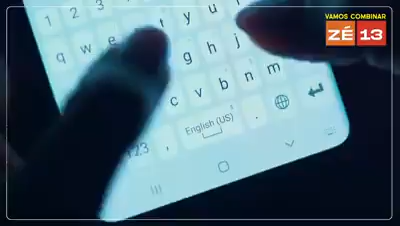 VAMOS COMBINAR
ZÉ 13
1 2 3
q w e t y u
g h j
c v b n m
123 , English (US) .